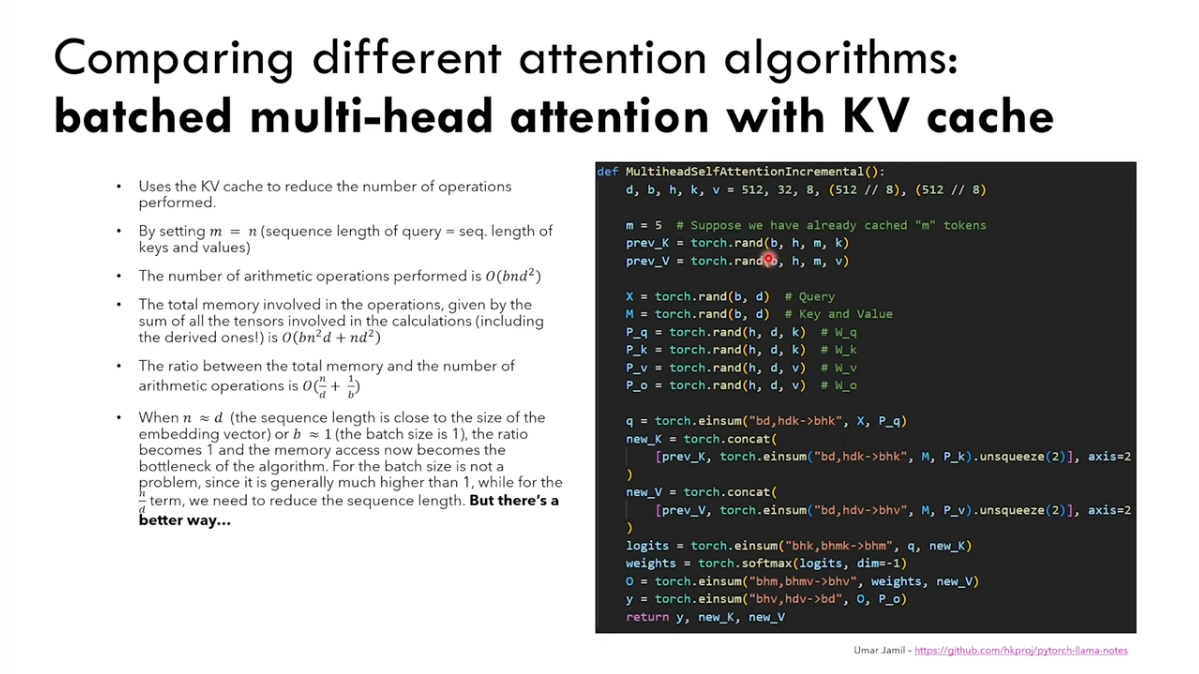 Comparing different attention algorithms:
batched multi-head attention with KV cache
• Uses the KV cache to reduce the number of operations
performed.
• By setting m = n (sequence length of query = seq. length of
keys and values)
• The number of arithmetic operations performed is O(bnd²)
• The total memory involved in the operations, given by the
sum of all the tensors involved in the calculations (including
the derived ones!) is O(bn²d + nd²)
• The ratio between the total memory and the number of
arithmetic operations is O(n/d + 1/b)
• When n ≈ d (the sequence length is close to the size of the
embedding vector) or b ≈ 1 (the batch size is 1), the ratio
becomes 1 and the memory access now becomes the
bottleneck of the algorithm. For the batch size is not a
problem, since it is generally much higher than 1, while for the
n/d term, we need to reduce the sequence length. But there's a
better way...
def MultiheadSelfAttentionIncremental():
d, b, h, k, v = 512, 32, 8, (512 // 8), (512 // 8)
m = 5 # Suppose we have already cached "m" tokens
prev_K = torch.rand(b, h, m, k)
prev_V = torch.rand(b, h, m, v)
X = torch.rand(b, d) # Query
M = torch.rand(b, d) # Key and Value
P_q = torch.rand(h, d, k) # W_q
P_k = torch.rand(h, d, k) # W_k
P_v = torch.rand(h, d, v) # W_v
P_o = torch.rand(h, d, v) # W_o
q = torch.einsum("bd,hdk->bhk", X, P_q)
new_K = torch.concat(
[prev_K, torch.einsum("bd,hdk->bhk", M, P_k).unsqueeze(2)], axis=2
)
new_V = torch.concat(
[prev_V, torch.einsum("bd,hdv->bhv", M, P_v).unsqueeze(2)], axis=2
)
logits = torch.einsum("bhk,bhmk->bhm", q, new_K)
weights = torch.softmax(logits, dim=-1)
O = torch.einsum("bhm,bhmv->bhv", weights, new_V)
y = torch.einsum("bhv,hdv->bd", O, P_o)
return y, new_K, new_V
Umar Jamil – https://github.com/hkproj/pytorch-llama-notes